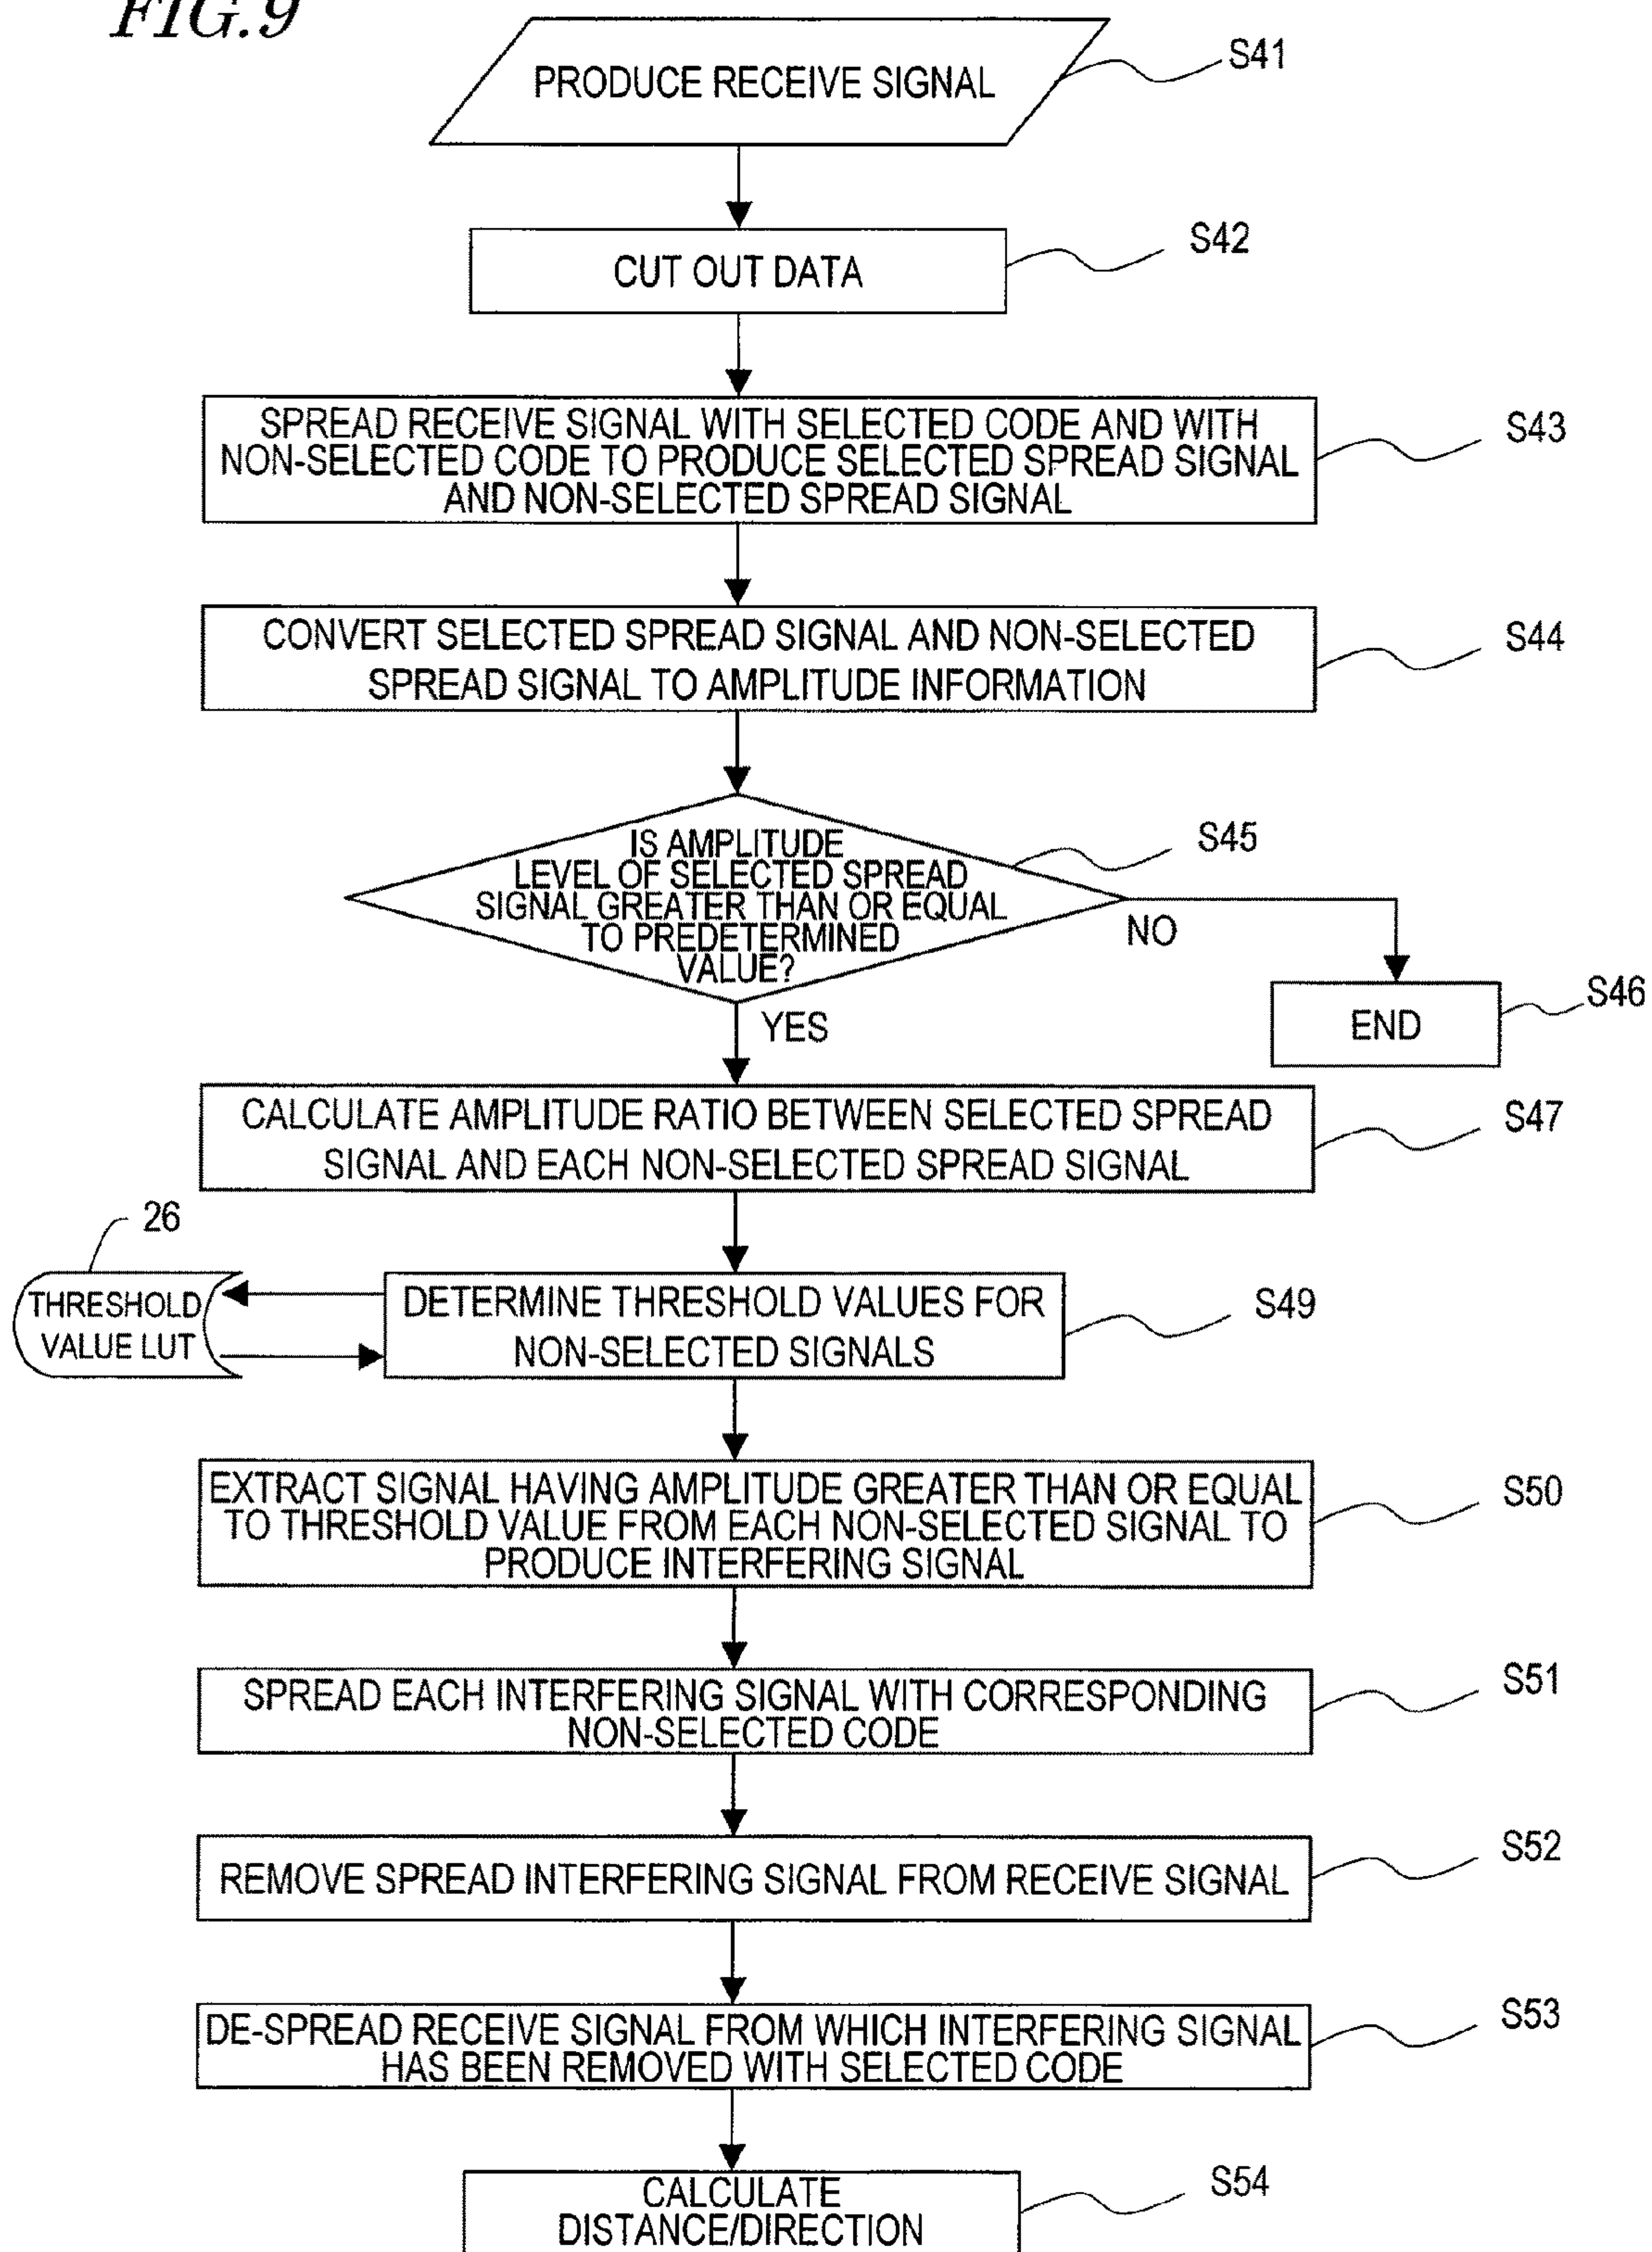 FIG.9
PRODUCE RECEIVE SIGNAL
S41
CUT OUT DATA
S42
SPREAD RECEIVE SIGNAL WITH SELECTED CODE AND WITH
NON-SELECTED CODE TO PRODUCE SELECTED SPREAD SIGNAL
AND NON-SELECTED SPREAD SIGNAL
S43
CONVERT SELECTED SPREAD SIGNAL AND NON-SELECTED
SPREAD SIGNAL TO AMPLITUDE INFORMATION
S44
IS AMPLITUDE
LEVEL OF SELECTED SPREAD
SIGNAL GREATER THAN OR EQUAL
TO PREDETERMINED
VALUE?
S45
NO
YES
END
S46
CALCULATE AMPLITUDE RATIO BETWEEN SELECTED SPREAD
SIGNAL AND EACH NON-SELECTED SPREAD SIGNAL
S47
26
THRESHOLD
VALUE LUT
DETERMINE THRESHOLD VALUES FOR
NON-SELECTED SIGNALS
S49
EXTRACT SIGNAL HAVING AMPLITUDE GREATER THAN OR EQUAL
TO THRESHOLD VALUE FROM EACH NON-SELECTED SIGNAL TO
PRODUCE INTERFERING SIGNAL
S50
SPREAD EACH INTERFERING SIGNAL WITH CORRESPONDING
NON-SELECTED CODE
S51
REMOVE SPREAD INTERFERING SIGNAL FROM RECEIVE SIGNAL
S52
DE-SPREAD RECEIVE SIGNAL FROM WHICH INTERFERING SIGNAL
HAS BEEN REMOVED WITH SELECTED CODE
S53
CALCULATE
DISTANCE/DIRECTION
S54